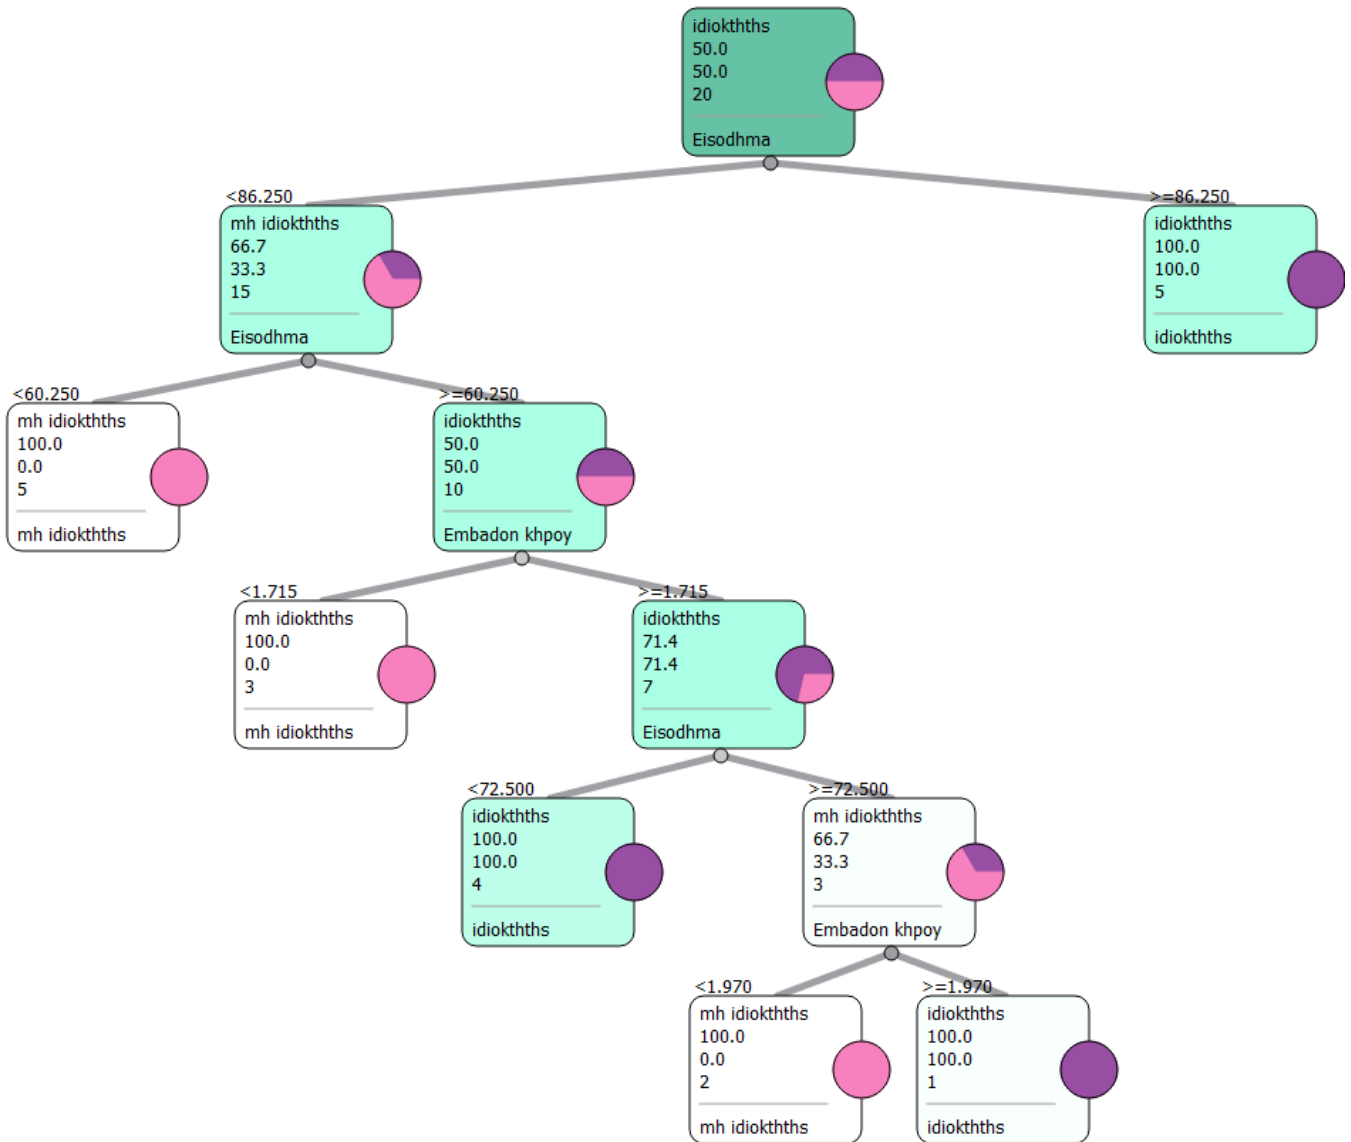 idiokthths
50.0
50.0
20
Eisodhma
<86.250
>=86.250
mh idiokthths
66.7
33.3
15
Eisodhma
idiokthths
100.0
100.0
5
idiokthths
<60.250
>=60.250
mh idiokthths
100.0
0.0
5
mh idiokthths
idiokthths
50.0
50.0
10
Embadon khpoy
<1.715
>=1.715
mh idiokthths
100.0
0.0
3
mh idiokthths
idiokthths
71.4
71.4
7
Eisodhma
<72.500
>=72.500
idiokthths
100.0
100.0
4
idiokthths
mh idiokthths
66.7
33.3
3
Embadon khpoy
<1.970
>=1.970
mh idiokthths
100.0
0.0
2
mh idiokthths
idiokthths
100.0
100.0
1
idiokthths